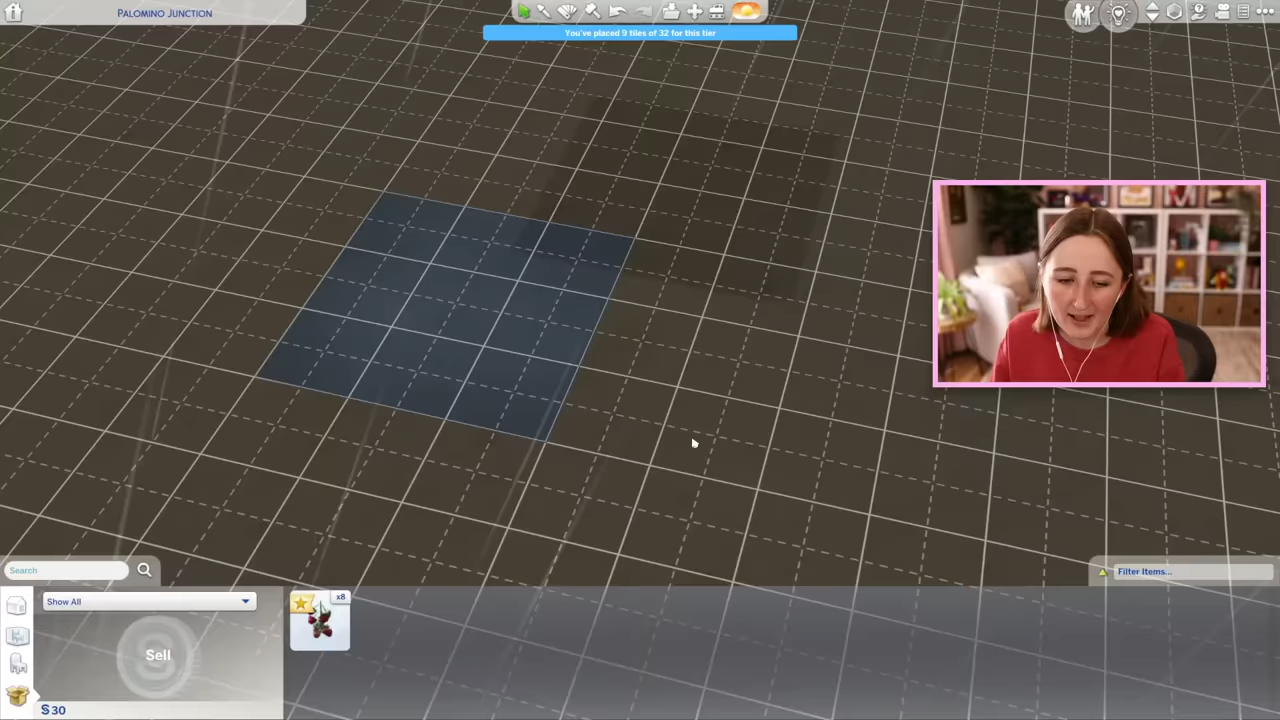 Palomino Junction
You've placed 9 tiles of 32 for this tier
Search
Filter Items...
Show All
x8
Sell
§30